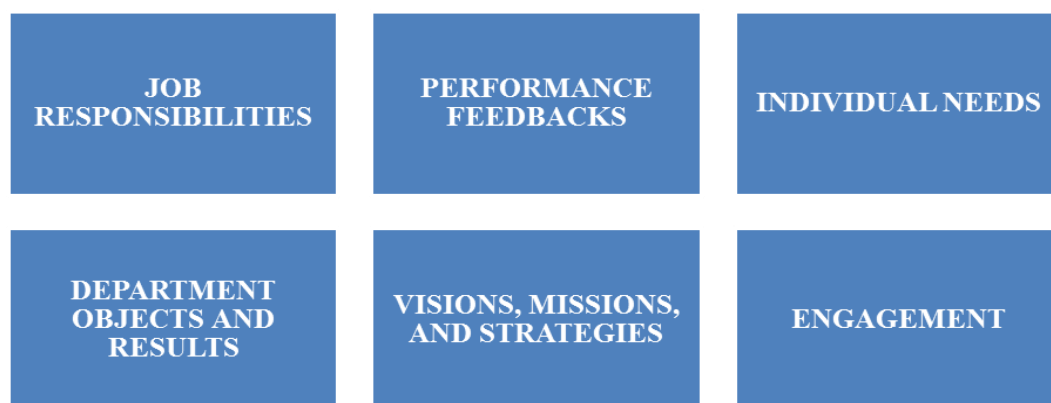 JOB
RESPONSIBILITIES
PERFORMANCE
FEEDBACKS
INDIVIDUAL NEEDS
DEPARTMENT
OBJECTS AND
RESULTS
VISIONS, MISSIONS,
AND STRATEGIES
ENGAGEMENT